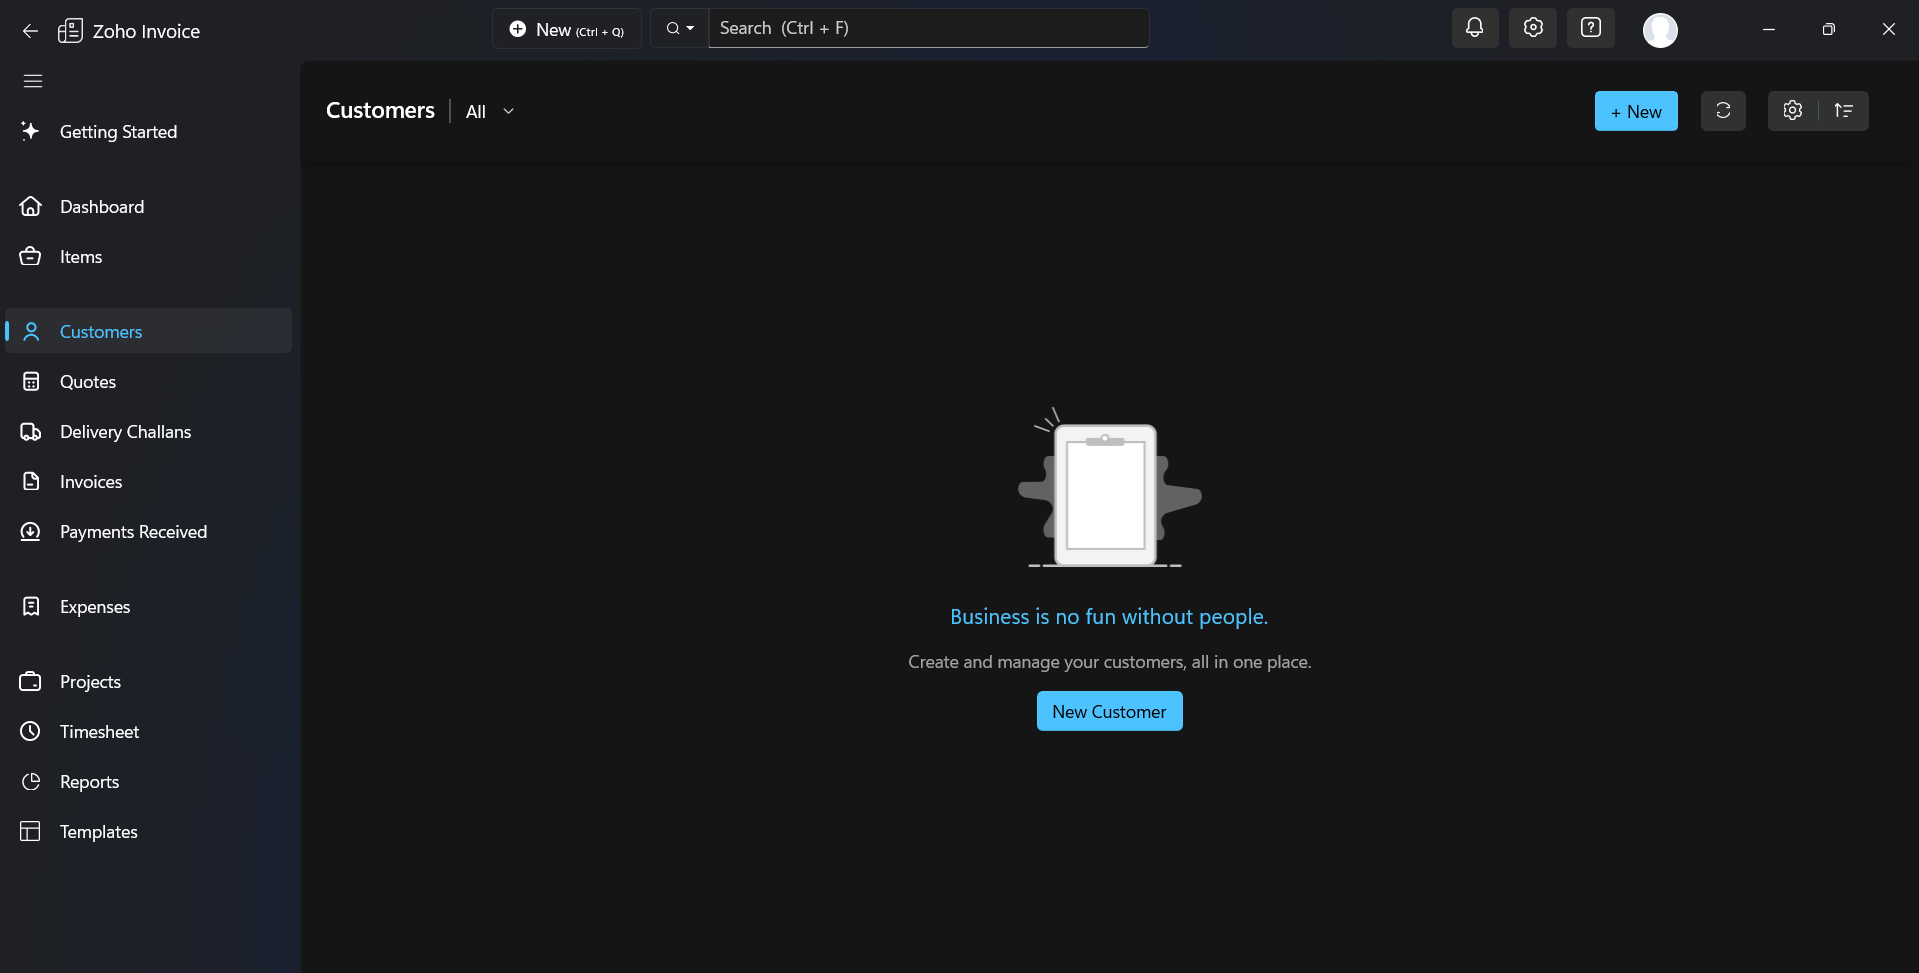 Zoho Invoice
New (Ctrl + Q)
Search (Ctrl + F)
Getting Started
Dashboard
Items
Customers
Quotes
Delivery Challans
Invoices
Payments Received
Expenses
Projects
Timesheet
Reports
Templates
Customers
All
+ New
Business is no fun without people.
Create and manage your customers, all in one place.
New Customer